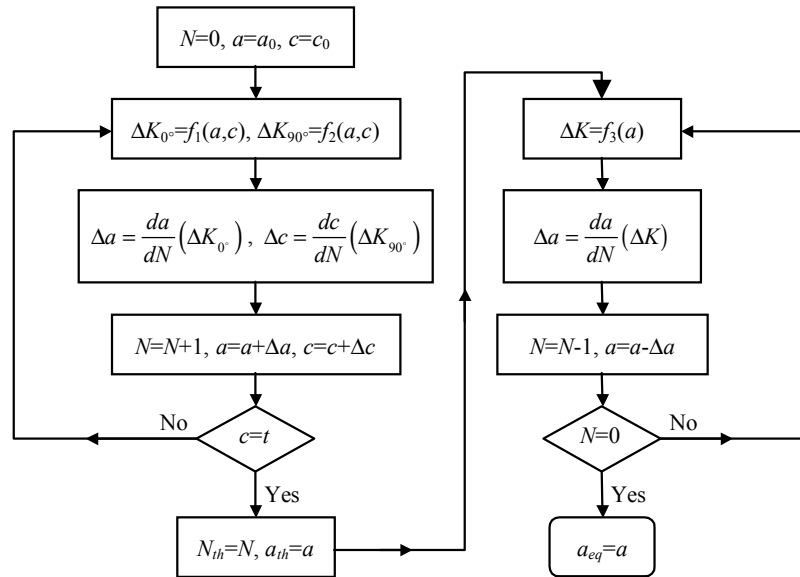 N=0, a=a₀, c=c₀
ΔK₀°=f₁(a,c), ΔK₉₀°=f₂(a,c)
Δa = da/dN (ΔK₀°), Δc = dc/dN (ΔK₉₀°)
N=N+1, a=a+Δa, c=c+Δc
No
c=t
Yes
Nₜₕ=N, aₜₕ=a
ΔK=f₃(a)
Δa = da/dN (ΔK)
N=N-1, a=a-Δa
N=0
No
Yes
a_eq=a